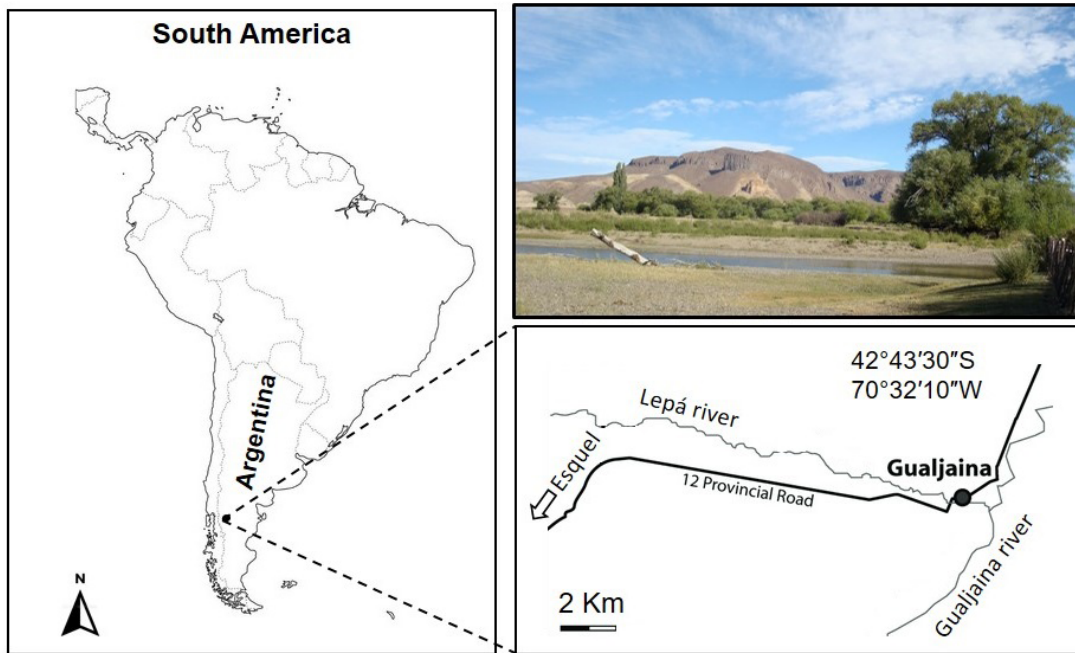 South America
Argentina
N
42°43′30″S
70°32′10″W
Lepá river
Esquel
Gualjaina
12 Provincial Road
Gualjaina river
2 Km